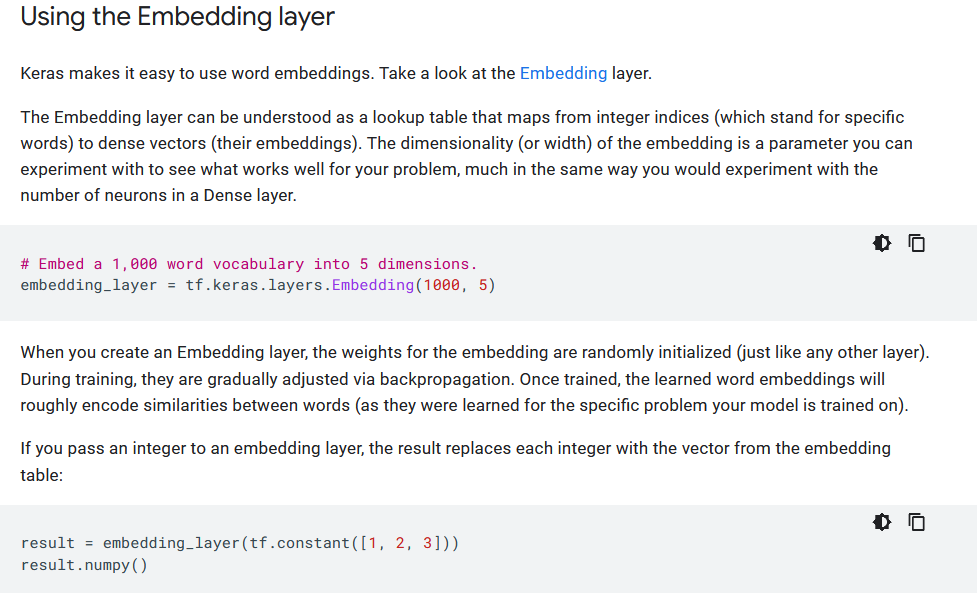 Using the Embedding layer
Keras makes it easy to use word embeddings. Take a look at the Embedding layer.
The Embedding layer can be understood as a lookup table that maps from integer indices (which stand for specific
words) to dense vectors (their embeddings). The dimensionality (or width) of the embedding is a parameter you can
experiment with to see what works well for your problem, much in the same way you would experiment with the
number of neurons in a Dense layer.
# Embed a 1,000 word vocabulary into 5 dimensions.
embedding_layer = tf.keras.layers.Embedding(1000, 5)
When you create an Embedding layer, the weights for the embedding are randomly initialized (just like any other layer).
During training, they are gradually adjusted via backpropagation. Once trained, the learned word embeddings will
roughly encode similarities between words (as they were learned for the specific problem your model is trained on).
If you pass an integer to an embedding layer, the result replaces each integer with the vector from the embedding
table:
result = embedding_layer(tf.constant([1, 2, 3]))
result.numpy()